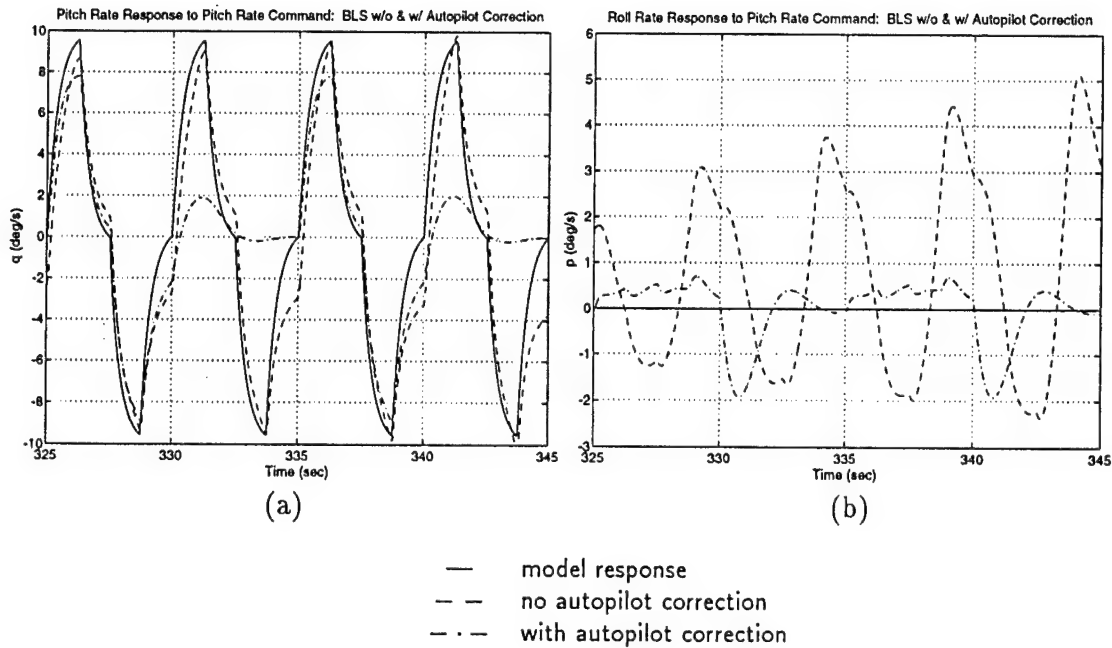 Pitch Rate Response to Pitch Rate Command: BLS w/o & w/ Autopilot Correction
10
8
6
4
2
0
-2
-4
-6
-8
-10
q (deg/s)
325
330
335
340
345
Time (sec)
(a)
Roll Rate Response to Pitch Rate Command: BLS w/o & w/ Autopilot Correction
6
5
4
3
2
1
0
-1
-2
-3
p (deg/s)
325
330
335
340
345
Time (sec)
(b)
model response
no autopilot correction
with autopilot correction